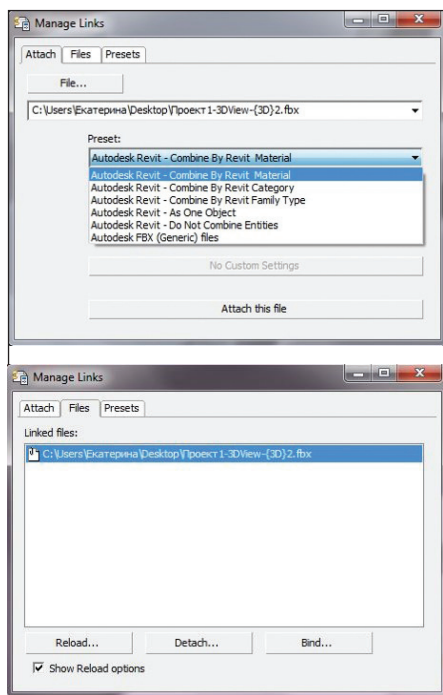 Manage Links
Attach Files Presets
File...
C:\Users\Екатерина\Desktop\Проект1-3DView-{3D}2.fbx
Preset:
Autodesk Revit - Combine By Revit Material
Autodesk Revit - Combine By Revit Material
Autodesk Revit - Combine By Revit Category
Autodesk Revit - Combine By Revit Family Type
Autodesk Revit - As One Object
Autodesk Revit - Do Not Combine Entities
Autodesk FBX (Generic) files
No Custom Settings
Attach this file
Manage Links
Attach Files Presets
Linked files:
C:\Users\Екатерина\Desktop\Проект1-3DView-{3D}2.fbx
Reload... Detach... Bind...
Show Reload options